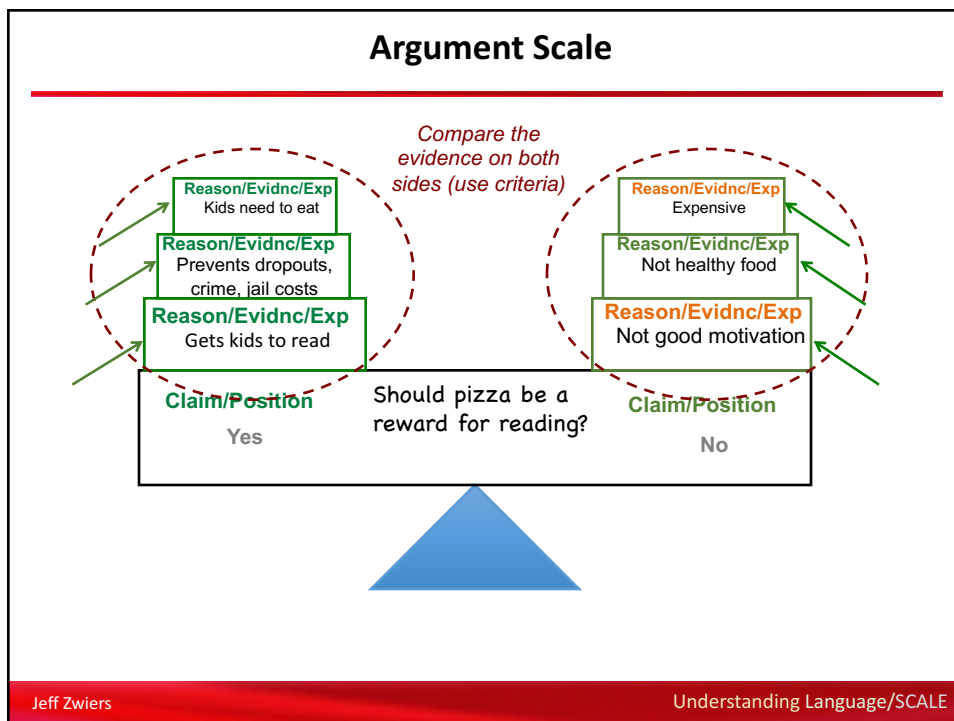 Argument Scale
Compare the
evidence on both
sides (use criteria)
Reason/Evidnc/Exp
Kids need to eat
Reason/Evidnc/Exp
Prevents dropouts,
crime, jail costs
Reason/Evidnc/Exp
Gets kids to read
Claim/Position
Yes
Should pizza be a
reward for reading?
Reason/Evidnc/Exp
Expensive
Reason/Evidnc/Exp
Not healthy food
Reason/Evidnc/Exp
Not good motivation
Claim/Position
No
Jeff Zwiers
Understanding Language/SCALE